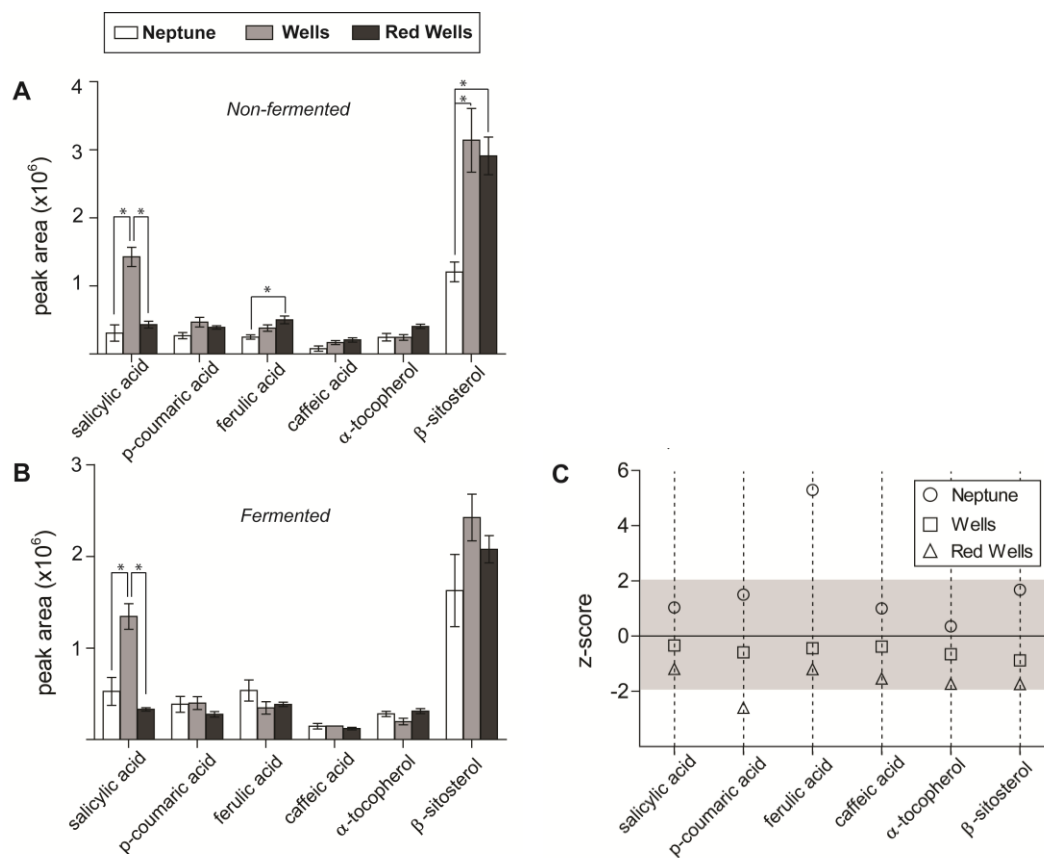 Neptune Wells Red Wells
A
Non-fermented
peak area (x10⁶)
4
3
2
1
* * * * *
salicylic acid
p-coumaric acid
ferulic acid
caffeic acid
α-tocopherol
β-sitosterol
B
Fermented
peak area (x10⁶)
3
2
1
0
* *
salicylic acid
p-coumaric acid
ferulic acid
caffeic acid
α-tocopherol
β-sitosterol
C
z-score
6
4
2
0
-2
Neptune
Wells
Red Wells
salicylic acid
p-coumaric acid
ferulic acid
caffeic acid
α-tocopherol
β-sitosterol